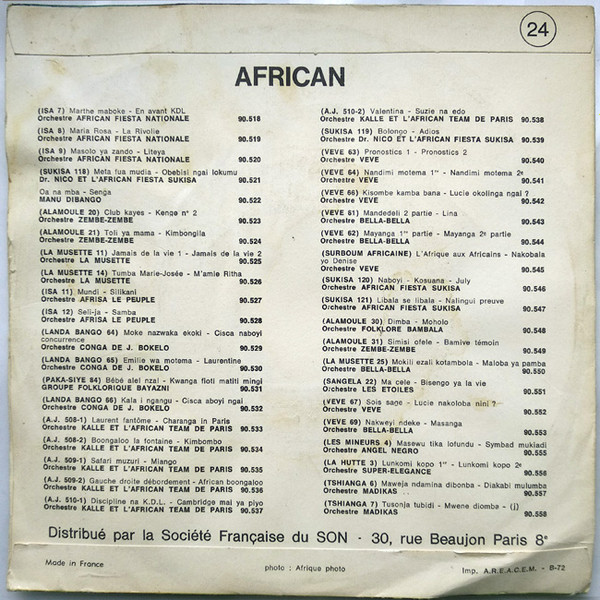 24
AFRICAN
(ISA 7) Marthe maboke - En avant KDL
Orchestre AFRICAN FIESTA NATIONALE 90.518
(ISA 8) Maria Rosa - La Rivolie
Orchestre AFRICAN FIESTA NATIONALE 90.519
(ISA 9) Masolo ya zando - Liteya
Orchestre AFRICAN FIESTA NATIONALE 90.520
(SUKISA 118) Meta fua mudia - Obebisi ngai lokumu
Dr. NICO ET L'AFRICAN FIESTA SUKISA 90.521
Oa na mba - Senga
MANU DIBANGO 90.522
(ALAMOULE 20) Club kayes - Kenge n° 2
Orchestre ZEMBE-ZEMBE 90.523
(ALAMOULE 21) Toli ya mama - Kimbongila
Orchestre ZEMBE-ZEMBE 90.524
(LA MUSETTE 11) Jamais de la vie 1 - Jamais de la vie 2
Orchestre LA MUSETTE 90.525
(LA MUSETTE 14) Tumba Marie-Josée - M'amie Ritha
Orchestre LA MUSETTE 90.526
(ISA 11) Mundi - Silikani
Orchestre AFRISA LE PEUPLE 90.527
(ISA 12) Seli-ja - Samba
Orchestre AFRISA LE PEUPLE 90.528
(LANDA BANGO 64) Moke nazwaka ekoki - Cisca naboyi
concurrence
Orchestre CONGA DE J. BOKELO 90.529
(LANDA BANGO 65) Emilie wa motema - Laurentine
Orchestre CONGA DE J. BOKELO 90.530
(PAKA-SIYE 84) Bébé alel nzal - Kwanga floti matiti mingi
GROUPE FOLKLORIQUE BAYAZNI 90.531
(LANDA BANGO 66) Kala i ngangu - Cisca aboyi ngai
Orchestre CONGA DE J. BOKELO 90.532
(A.J. 508-1) Laurent fantôme - Charanga in Paris
Orchestre KALLE ET L'AFRICAN TEAM DE PARIS 90.533
(A.J. 508-2) Boongaloo la fontaine - Kimbombo
Orchestre KALLE ET L'AFRICAN TEAM DE PARIS 90.534
(A.J. 509-1) Safari muzuri - Miango
Orchestre KALLE ET L'AFRICAN TEAM DE PARIS 90.535
(A.J. 509-2) Gauche droite débordement - African boongaloo
Orchestre KALLE ET L'AFRICAN TEAM DE PARIS 90.536
(A.J. 510-1) Discipline na K.D.L. - Cambridge mai ya piyo
Orchestre KALLE ET L'AFRICAN TEAM DE PARIS 90.537
(A.J. 510-2) Valentina - Suzie na edo
Orchestre KALLE ET L'AFRICAN TEAM DE PARIS 90.538
(SUKISA 119) Bolongo - Adios
Orchestre Dr. NICO ET L'AFRICAN FIESTA SUKISA 90.539
(VEVE 63) Pronostics 1 - Pronostics 2
Orchestre VEVE 90.540
(VEVE 64) Nandimi motema 1re - Nandimi motema 2e
Orchestre VEVE 90.541
(VEVE 66) Kisombe kamba bana - Lucie okolinga ngai ?
Orchestre VEVE 90.542
(VEVE 61) Mandedeli 2 partie - Lina
Orchestre BELLA-BELLA 90.543
(VEVE 62) Mayanga 1re partie - Mayanga 2e partie
Orchestre BELLA-BELLA 90.544
(SURBOUM AFRICAINE) L'Afrique aux Africains - Nakobala
yo Denise
Orchestre VEVE 90.545
(SUKISA 120) Naboyi - Kosuana - July
Orchestre AFRICAN FIESTA SUKISA 90.546
(SUKISA 121) Libala se libala - Nalingui preuve
Orchestre AFRICAN FIESTA SUKISA 90.547
(ALAMOULE 30) Dimba - Moholo
Orchestre FOLKLORE BAMBALA 90.548
(ALAMOULE 31) Simisi ofele - Bamive témoin
Orchestre ZEMBE-ZEMBE 90.549
(LA MUSETTE 25) Mokili ezali kotambola - Maloba ya pamba
Orchestre BELLA-BELLA 90.550
(SANGELA 22) Ma cele - Bisengo ya la vie
Orchestre LES ETOILES 90.551
(VEVE 67) Sois sage - Lucie nakoloba nini ?
Orchestre VEVE 90.552
(VEVE 69) Nakweyi ndeke - Masanga
Orchestre BELLA-BELLA 90.553
(LES MINEURS 4) Masewu tika lofundu - Symbad mukiadi
Orchestre ANGEL NEGRO 90.555
(LA HUTTE 3) Lunkomi kopo 1re - Lunkomi kopo 2e
Orchestre SUPER-ELEGANCE 90.556
(TSHIANGA 6) Maweja ndamina dibonda - Diakabi mulumba
Orchestre MADIKAS 90.557
(TSHIANGA 7) Tusonja tubidi - Mwene diomba - (j)
Orchestre MADIKAS 90.558
Distribué par la Société Française du SON - 30, rue Beaujon Paris 8e
Made in France photo : Afrique photo Imp. A.R.E.A.C.E.M. - B-72